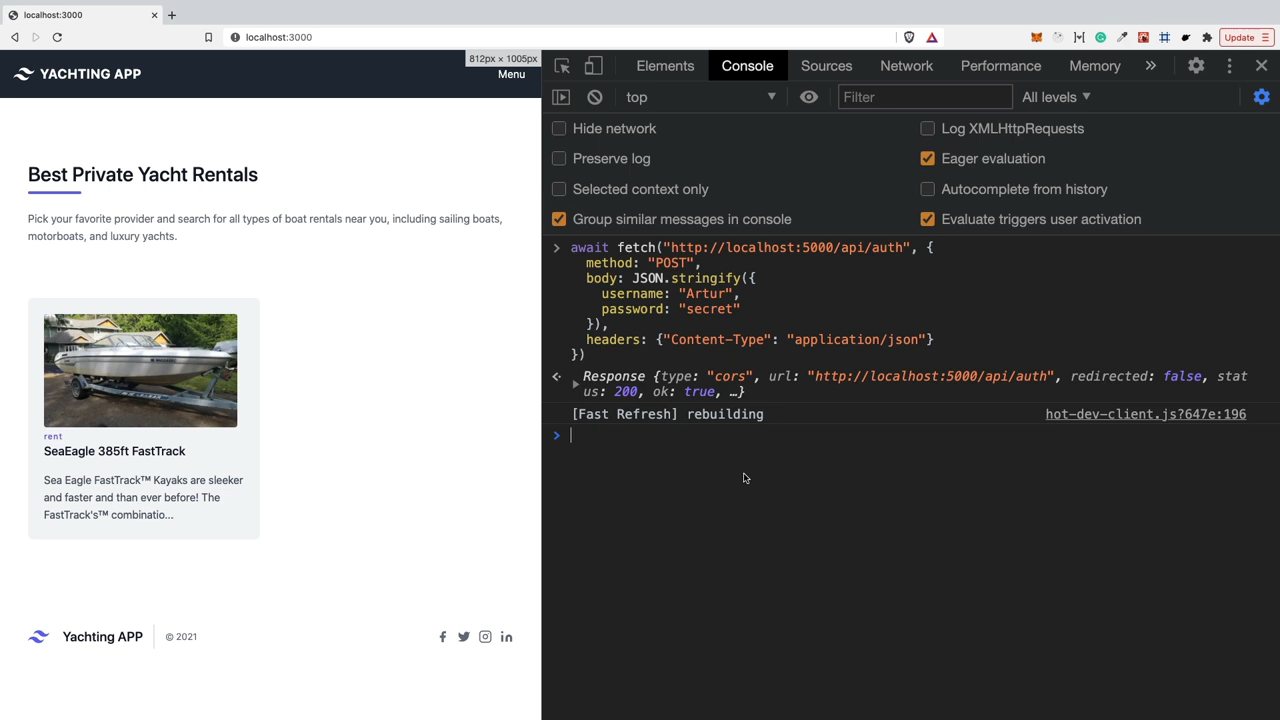 localhost:3000
localhost:3000
Update
YACHTING APP
812px × 1005px
Menu
Best Private Yacht Rentals
Pick your favorite provider and search for all types of boat rentals near you, including sailing boats,
motorboats, and luxury yachts.
rent
SeaEagle 385ft FastTrack
Sea Eagle FastTrack™ Kayaks are sleeker
and faster and than ever before! The
FastTrack's™ combinatio...
Yachting APP
© 2021
Elements
Console
Sources
Network
Performance
Memory
top
Filter
All levels
Hide network
Log XMLHttpRequests
Preserve log
Eager evaluation
Selected context only
Autocomplete from history
Group similar messages in console
Evaluate triggers user activation
await fetch("http://localhost:5000/api/auth", {
method: "POST",
body: JSON.stringify({
username: "Artur",
password: "secret"
}),
headers: {"Content-Type": "application/json"}
})
Response {type: "cors", url: "http://localhost:5000/api/auth", redirected: false, stat
us: 200, ok: true, …}
[Fast Refresh] rebuilding
hot-dev-client.js?647e:196